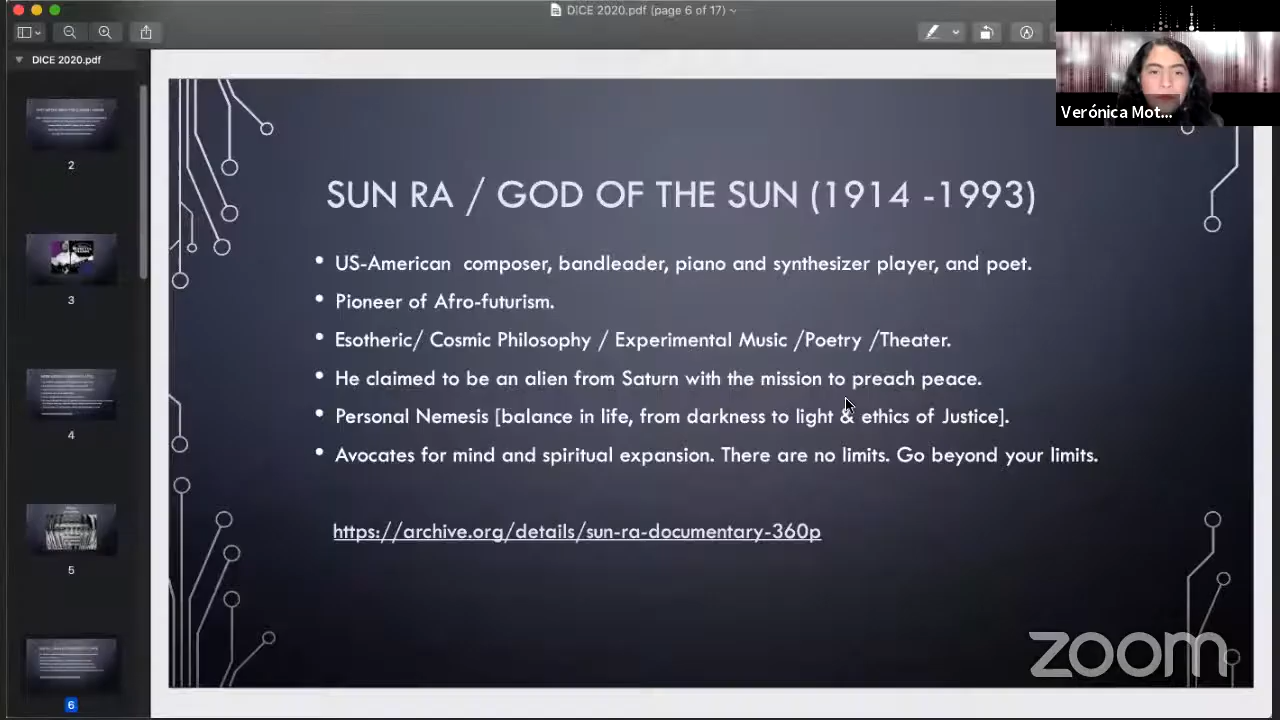 DICE 2020.pdf (page 6 of 17)
DICE 2020.pdf
2
3
4
5
6
Verónica Mot...
SUN RA / GOD OF THE SUN (1914 -1993)
• US-American composer, bandleader, piano and synthesizer player, and poet.
• Pioneer of Afro-futurism.
• Esotheric/ Cosmic Philosophy / Experimental Music /Poetry /Theater.
• He claimed to be an alien from Saturn with the mission to preach peace.
• Personal Nemesis [balance in life, from darkness to light & ethics of Justice].
• Avocates for mind and spiritual expansion. There are no limits. Go beyond your limits.
https://archive.org/details/sun-ra-documentary-360p
zoom